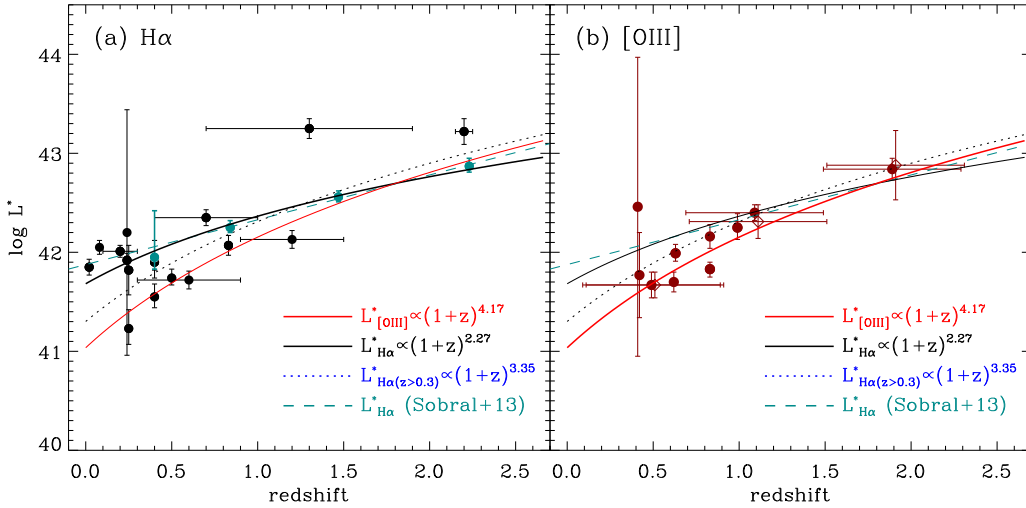 (a) Hα
(b) [OIII]
44
43
42
41
40
log L*
L*[OIII]∝(1+z)^4.17
L*Hα∝(1+z)^2.27
L*Hα(z>0.3)∝(1+z)^3.35
L*Hα (Sobral+13)
L*[OIII]∝(1+z)^4.17
L*Hα∝(1+z)^2.27
L*Hα(z>0.3)∝(1+z)^3.35
L*Hα (Sobral+13)
0.0 0.5 1.0 1.5 2.0 2.5
0.0 0.5 1.0 1.5 2.0 2.5
redshift
redshift